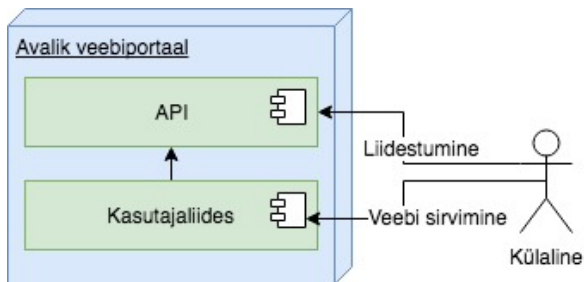 Avalik veebiportaal
API
Liidestumine
Kasutajaliides
Veebi sirvimine
Külaline